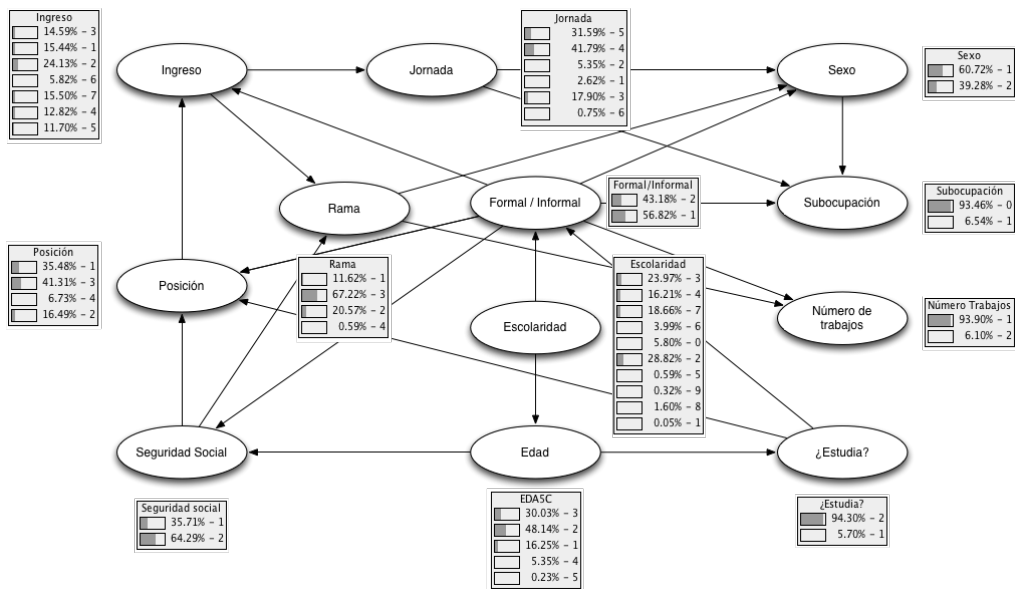 Ingreso
14.59% - 3
15.44% - 1
24.13% - 2
5.82% - 6
15.50% - 7
12.82% - 4
11.70% - 5
Ingreso
Jornada
Jornada
31.59% - 5
41.79% - 4
5.35% - 2
2.62% - 1
17.90% - 3
0.75% - 6
Sexo
Sexo
60.72% - 1
39.28% - 2
Rama
Formal / Informal
Formal/Informal
43.18% - 2
56.82% - 1
Subocupación
Subocupación
93.46% - 0
6.54% - 1
Posición
35.48% - 1
41.31% - 3
6.73% - 4
16.49% - 2
Posición
Rama
11.62% - 1
67.22% - 3
20.57% - 2
0.59% - 4
Escolaridad
Escolaridad
23.97% - 3
16.21% - 4
18.66% - 7
3.99% - 6
5.80% - 0
28.82% - 2
0.59% - 5
0.32% - 9
1.60% - 8
0.05% - 1
Número de
trabajos
Número Trabajos
93.90% - 1
6.10% - 2
Seguridad Social
Edad
¿Estudia?
Seguridad social
35.71% - 1
64.29% - 2
EDA5C
30.03% - 3
48.14% - 2
16.25% - 1
5.35% - 4
0.23% - 5
¿Estudia?
94.30% - 2
5.70% - 1